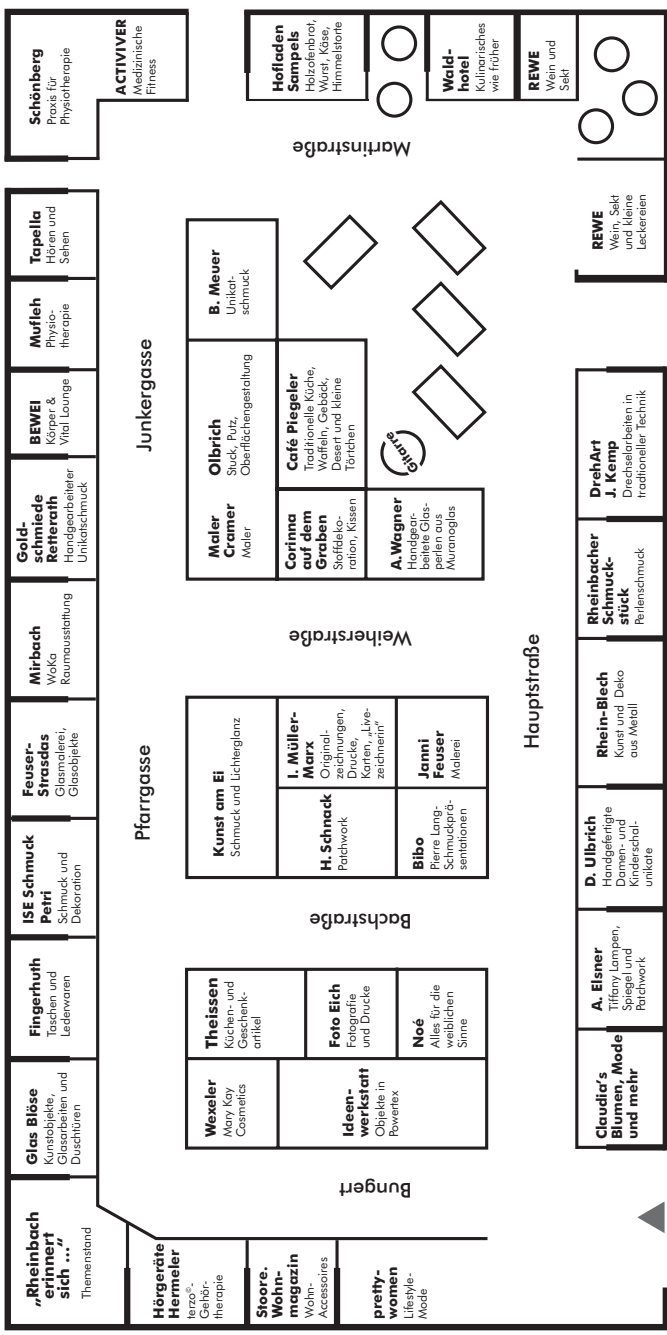 „Rheinbach
erinnert
sich ...“
Themenstand
Glas Blöse
Kunstobjekte,
Glasarbeiten und
Duschtüren
Fingerhuth
Taschen und
Lederwaren
ISE Schmuck
Petri
Schmuck und
Dekoration
Feuser-
Strasdas
Glasmalerei,
Glasobjekte
Mirbach
WoKa
Raumausstattung
Gold-
schmiede
Retterath
Handgearbeiteter
Unikatschmuck
BEWEI
Körper &
Vital Lounge
Mufleh
Physio-
therapie
Tapella
Hören und
Sehen
Schönberg
Praxis für
Physiotherapie
ACTIVIVER
Medizinische
Fitness
Pfarrgasse
Junkergasse
Hörgeräte
Hermeler
terzo©-
Gehör-
therapie
Stoore.
Wohn-
magazin
Wohn-
Accessoires
pretty-
women
Lifestyle-
Mode
Bungert
Wexeler
Mary Kay
Cosmetics
Theissen
Küchen- und
Geschenk-
artikel
Ideen-
werkstatt
Objekte in
Powertex
Foto Eich
Fotografie
und Drucke
Noé
Alles für die
weiblichen
Sinne
Bachstraße
Kunst am Ei
Schmuck und Lichterglanz
H. Schnack
Patchwork
I. Müller-
Marx
Original-
zeichnungen,
Drucke,
Karten, „Live-
zeichnerin“
Bibo
Pierre Lang-
Schmuckprä-
sentationen
Janni
Feuser
Malerei
Weiherstraße
Maler
Cramer
Maler
Olbrich
Stuck, Putz,
Oberflächengestaltung
B. Meuer
Unikat-
schmuck
Corinna
auf dem
Graben
Stoffdeko-
ration, Kissen
Café Piegeler
Traditionelle Küche,
Waffeln, Gebäck,
Desert und kleine
Törtchen
A.Wagner
Handgear-
beitete Glas-
perlen aus
Muranoglas
Gitarre
Martinstraße
Hofladen
Sampels
Holzofenbrot,
Wurst, Käse,
Himmelstorte
Wald-
hotel
Kulinarisches
wie früher
REWE
Wein und
Sekt
REWE
Wein, Sekt
und kleine
Leckereien
Hauptstraße
Claudia’s
Blumen, Mode
und mehr
A. Elsner
Tiffany Lampen,
Spiegel und
Patchwork
D. Ulbrich
Handgefertigte
Damen- und
Kinderschal-
unikate
Rhein-Blech
Kunst und Deko
aus Metall
Rheinbacher
Schmuck-
stück
Perlenschmuck
DrehArt
J. Kemp
Drechselarbeiten in
tradtioneller Technik